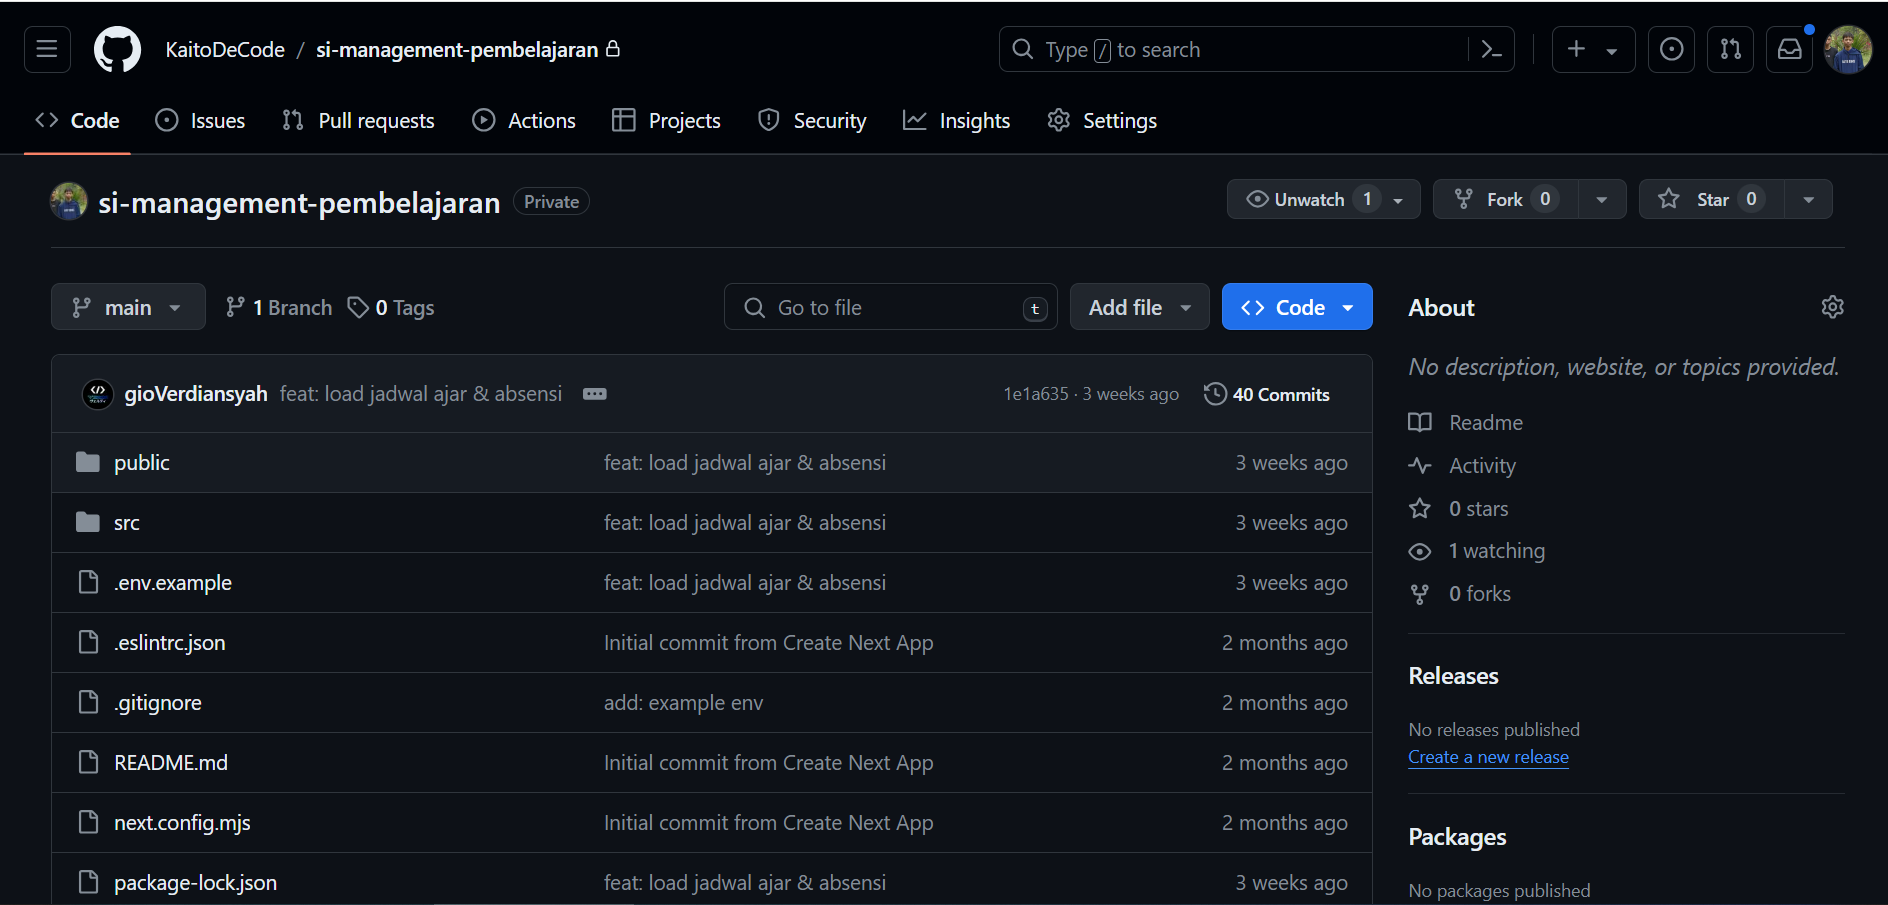 KaitoDeCode / si-management-pembelajaran
Type / to search
Code
Issues
Pull requests
Actions
Projects
Security
Insights
Settings
si-management-pembelajaran Private
Unwatch 1
Fork 0
Star 0
main
1 Branch
0 Tags
Go to file t
Add file
Code
gioVerdiansyah feat: load jadwal ajar & absensi
1e1a635 · 3 weeks ago
40 Commits
public feat: load jadwal ajar & absensi 3 weeks ago
src feat: load jadwal ajar & absensi 3 weeks ago
.env.example feat: load jadwal ajar & absensi 3 weeks ago
.eslintrc.json Initial commit from Create Next App 2 months ago
.gitignore add: example env 2 months ago
README.md Initial commit from Create Next App 2 months ago
next.config.mjs Initial commit from Create Next App 2 months ago
package-lock.json feat: load jadwal ajar & absensi 3 weeks ago
About
No description, website, or topics provided.
Readme
Activity
0 stars
1 watching
0 forks
Releases
No releases published
Create a new release
Packages
No packages published